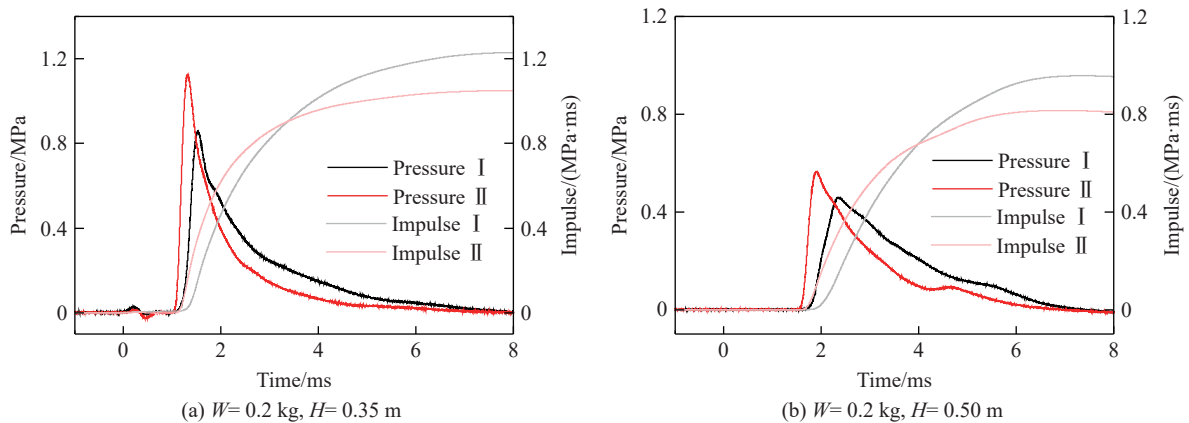 1.2
0.8
0.4
0
Pressure/MPa
1.2
0.8
0.4
0
Impulse/(MPa·ms)
Pressure Ⅰ
Pressure Ⅱ
Impulse Ⅰ
Impulse Ⅱ
0 2 4 6 8
Time/ms
(a) W= 0.2 kg, H= 0.35 m
1.2
0.8
0.4
0
Pressure/MPa
1.2
0.8
0.4
0
Impulse/(MPa·ms)
Pressure Ⅰ
Pressure Ⅱ
Impulse Ⅰ
Impulse Ⅱ
0 2 4 6 8
Time/ms
(b) W= 0.2 kg, H= 0.50 m